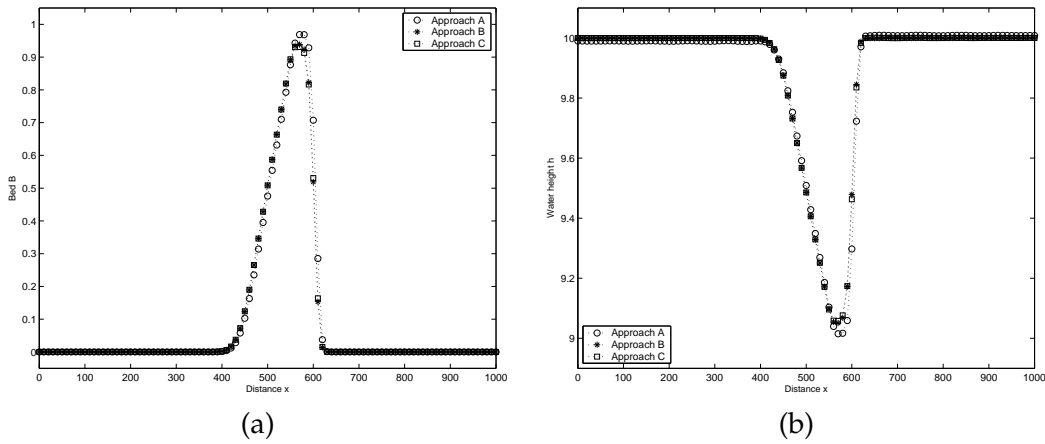 1
0.9
0.8
0.7
0.6
0.5
0.4
0.3
0.2
0.1
0
Bed B
0 100 200 300 400 500 600 700 800 900 1000
Distance x
Approach A
Approach B
Approach C
(a)
10
9.8
9.6
9.4
9.2
9
Water height h
0 100 200 300 400 500 600 700 800 900 1000
Distance x
Approach A
Approach B
Approach C
(b)